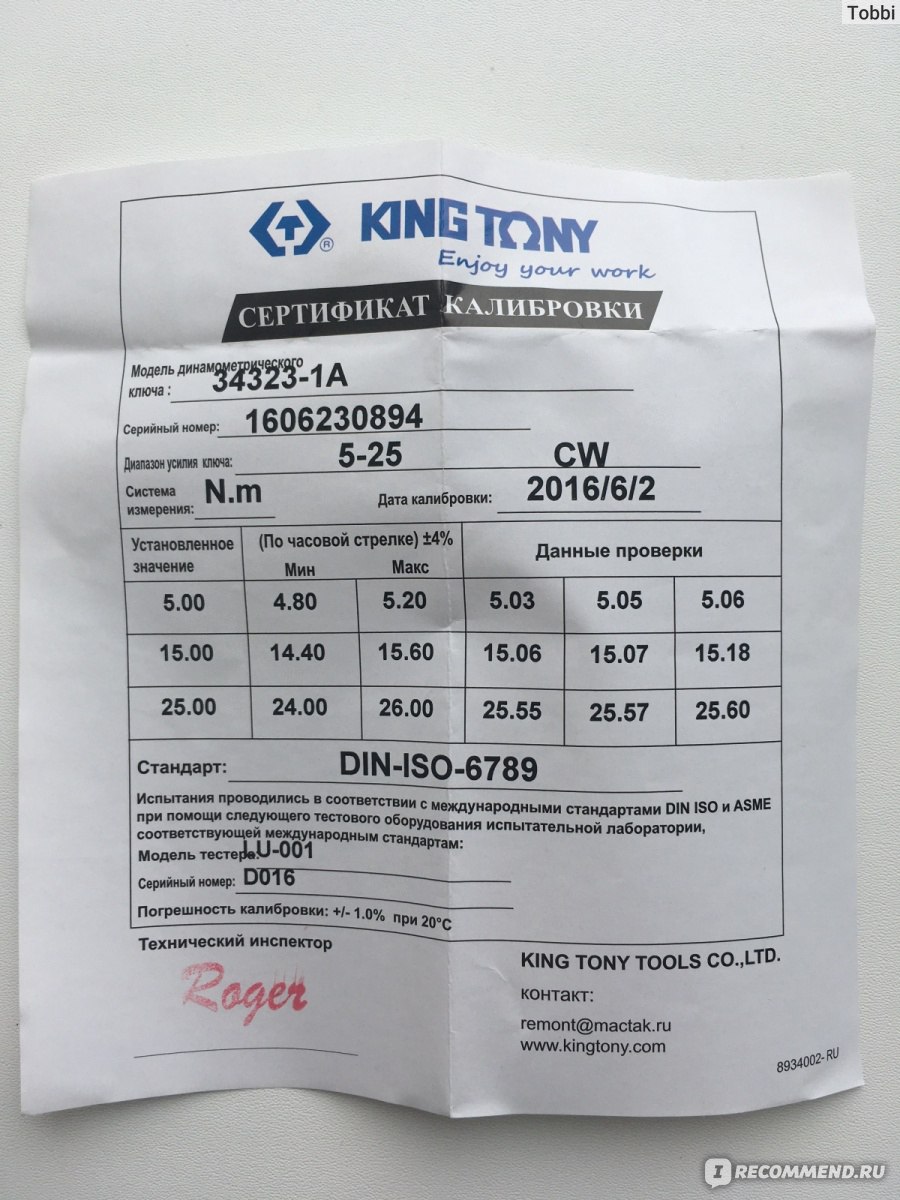 Tobbi
KING TONY
Enjoy your work
СЕРТИФИКАТ КАЛИБРОВКИ
Модель динамометрического
ключа : 34323-1A
Серийный номер: 1606230894
Диапазон усилия ключа: 5-25 CW
Система
измерения: N.m Дата калибровки: 2016/6/2
Установленное (По часовой стрелке) ±4% Данные проверки
значение Мин Макс
5.00 4.80 5.20 5.03 5.05 5.06
15.00 14.40 15.60 15.06 15.07 15.18
25.00 24.00 26.00 25.55 25.57 25.60
Стандарт: DIN-ISO-6789
Испытания проводились в соответствии с международными стандартами DIN ISO и ASME
при помощи следующего тестового оборудования испытательной лаборатории,
соответствующей международным стандартам:
Модель тестера: LU-001
Серийный номер: D016
Погрешность калибровки: +/- 1.0% при 20°C
Технический инспектор
Roger
KING TONY TOOLS CO.,LTD.
контакт:
remont@mactak.ru
www.kingtony.com
8934002-RU
IRECOMMEND.RU